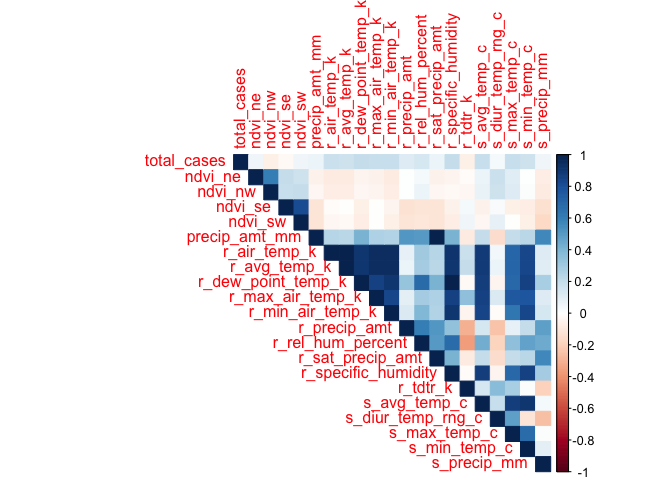 total_cases
ndvi_ne
ndvi_nw
ndvi_se
ndvi_sw
precip_amt_mm
r_air_temp_k
r_avg_temp_k
r_dew_point_temp_k
r_max_air_temp_k
r_min_air_temp_k
r_precip_amt
r_rel_hum_percent
r_sat_precip_amt
r_specific_humidity
r_tdtr_k
s_avg_temp_c
s_diur_temp_rng_c
s_max_temp_c
s_min_temp_c
s_precip_mm
total_cases
ndvi_ne
ndvi_nw
ndvi_se
ndvi_sw
precip_amt_mm
r_air_temp_k
r_avg_temp_k
r_dew_point_temp_k
r_max_air_temp_k
r_min_air_temp_k
r_precip_amt
r_rel_hum_percent
r_sat_precip_amt
r_specific_humidity
r_tdtr_k
s_avg_temp_c
s_diur_temp_rng_c
s_max_temp_c
s_min_temp_c
s_precip_mm
1
0.8
0.6
0.4
0.2
0
-0.2
-0.4
-0.6
-0.8
-1